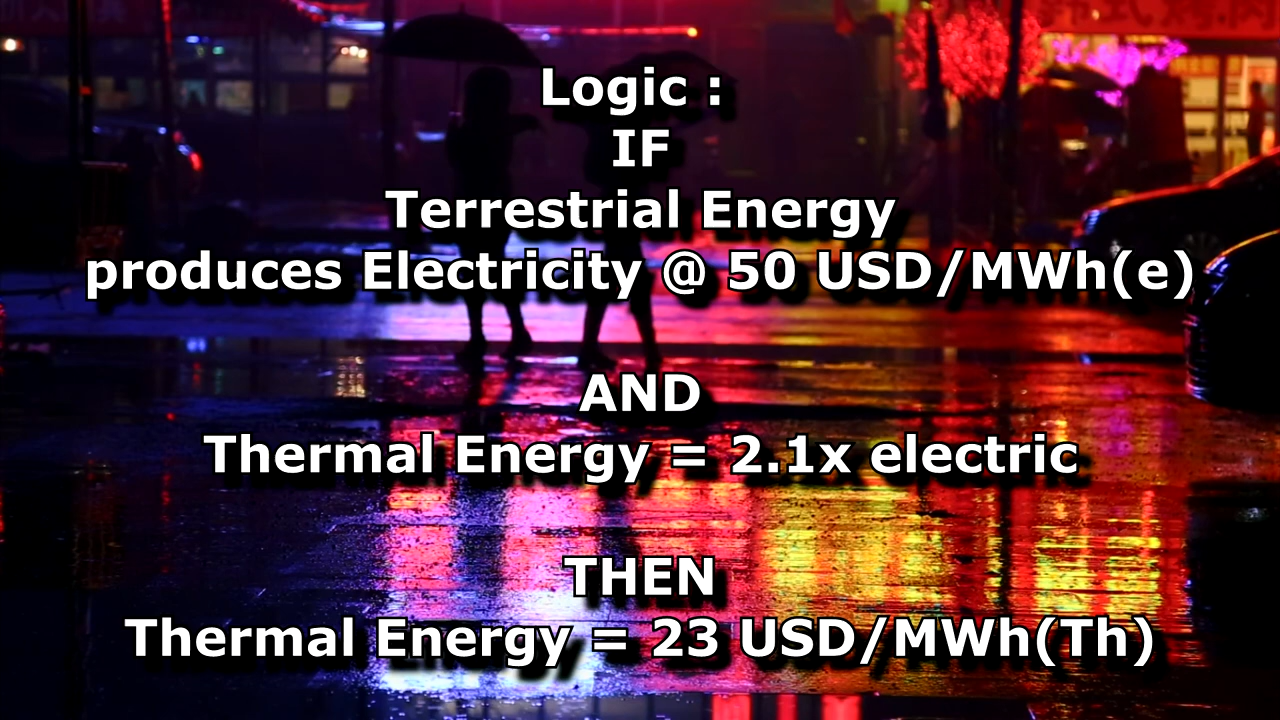 Logic :
IF
Terrestrial Energy
produces Electricity @ 50 USD/MWh(e)
AND
Thermal Energy = 2.1x electric
THEN
Thermal Energy = 23 USD/MWh(Th)